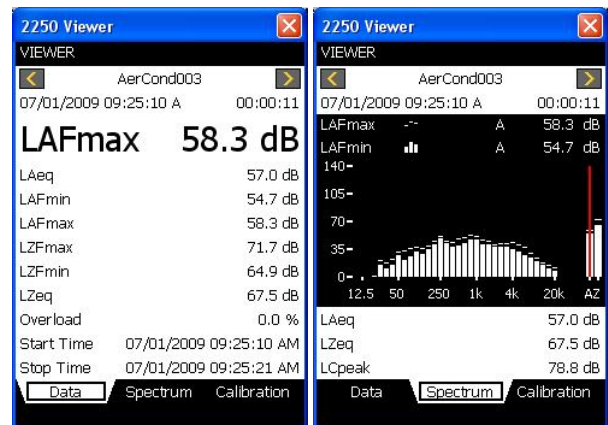 2250 Viewer
VIEWER
AerCond003
07/01/2009 09:25:10 A 00:00:11
LAFmax 58.3 dB
LAeq 57.0 dB
LAFmin 54.7 dB
LAFmax 58.3 dB
LZFmax 71.7 dB
LZFmin 64.9 dB
LZeq 67.5 dB
Overload 0.0 %
Start Time 07/01/2009 09:25:10 AM
Stop Time 07/01/2009 09:25:21 AM
Data Spectrum Calibration
2250 Viewer
VIEWER
AerCond003
07/01/2009 09:25:10 A 00:00:11
LAFmax A 58.3 dB
LAFmin A 54.7 dB
140
105
70
35
0
12.5 50 250 1k 4k 20k AZ
LAeq 57.0 dB
LZeq 67.5 dB
LCpeak 78.8 dB
Data Spectrum Calibration